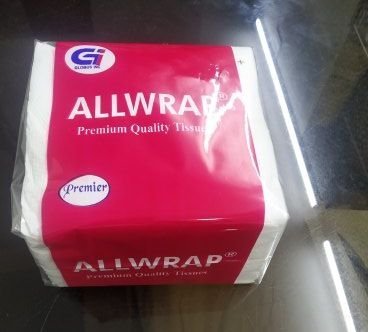 Gi
GLOBUS INC
ALLWRAP®
Premium Quality Tissues
Premier
ALLWRAP®
Premium Quality Tissues